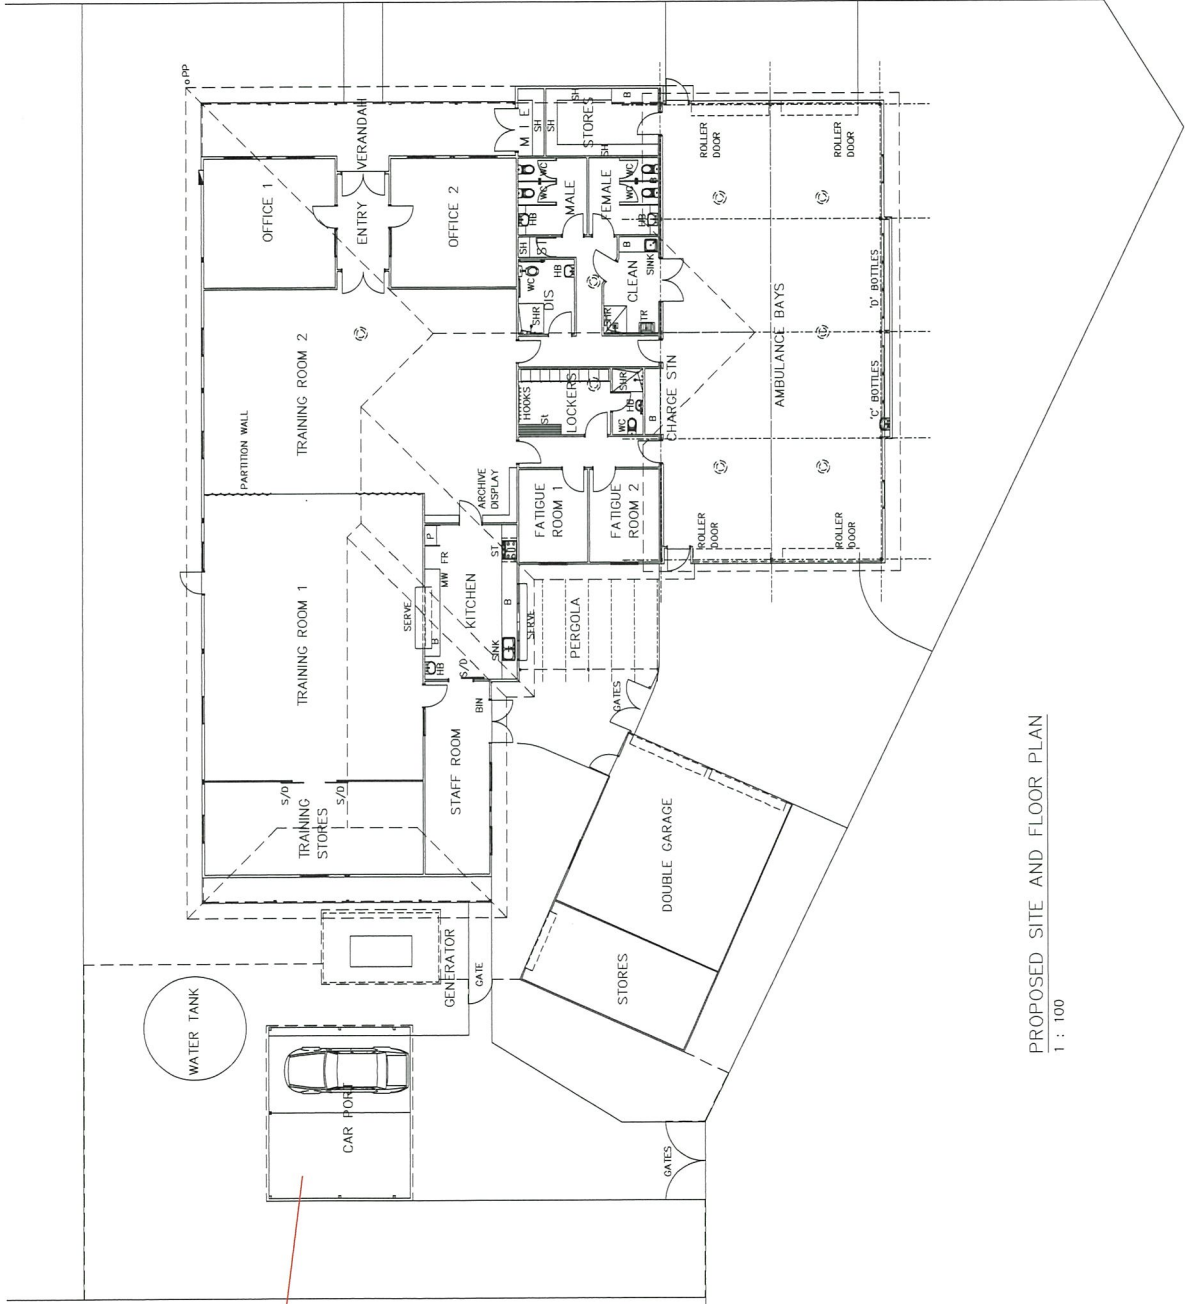 PP
VERANDAH
OFFICE 1
ENTRY
OFFICE 2
M I E
SH
SH
SH
STORES
SH
B
WC
WC
HB
MALE
WC
WC
B
HB
FEMALE
SH
ST
WC
HB
DIS
SHR
B
SINK
CLEAN
SHR
TR
TRAINING ROOM 2
PARTITION WALL
HOOKS
St
LOCKERS
SHR
HB
WC
B
CHARGE STN
ARCHIVE
DISPLAY
FATIGUE
ROOM 1
FATIGUE
ROOM 2
ROLLER
DOOR
ROLLER
DOOR
AMBULANCE BAYS
"D" BOTTLES
"C" BOTTLES
ROLLER
DOOR
ROLLER
DOOR
TRAINING ROOM 1
SERVE
P
FR
MW
B
HB
KITCHEN
ST
B
SINK
S/D
SERVE
PERGOLA
GATES
BIN
STAFF ROOM
S/D
S/D
TRAINING
STORES
DOUBLE GARAGE
STORES
GENERATOR
GATE
WATER TANK
CAR POR
GATES
PROPOSED SITE AND FLOOR PLAN
1 : 100